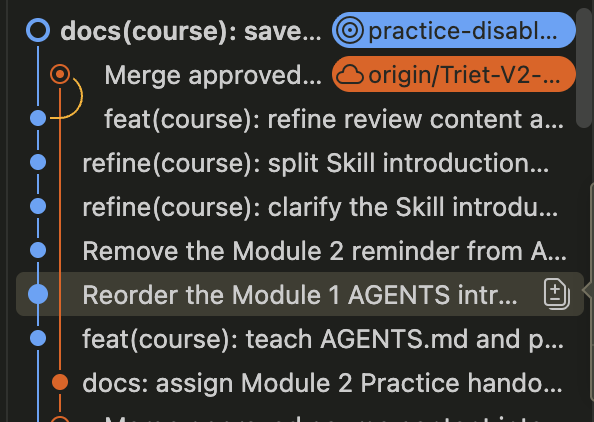 docs(course): save... practice-disabl...
Merge approved... origin/Triet-V2-...
feat(course): refine review content a...
refine(course): split Skill introduction...
refine(course): clarify the Skill introdu...
Remove the Module 2 reminder from A...
Reorder the Module 1 AGENTS intr...
feat(course): teach AGENTS.md and p...
docs: assign Module 2 Practice hando...